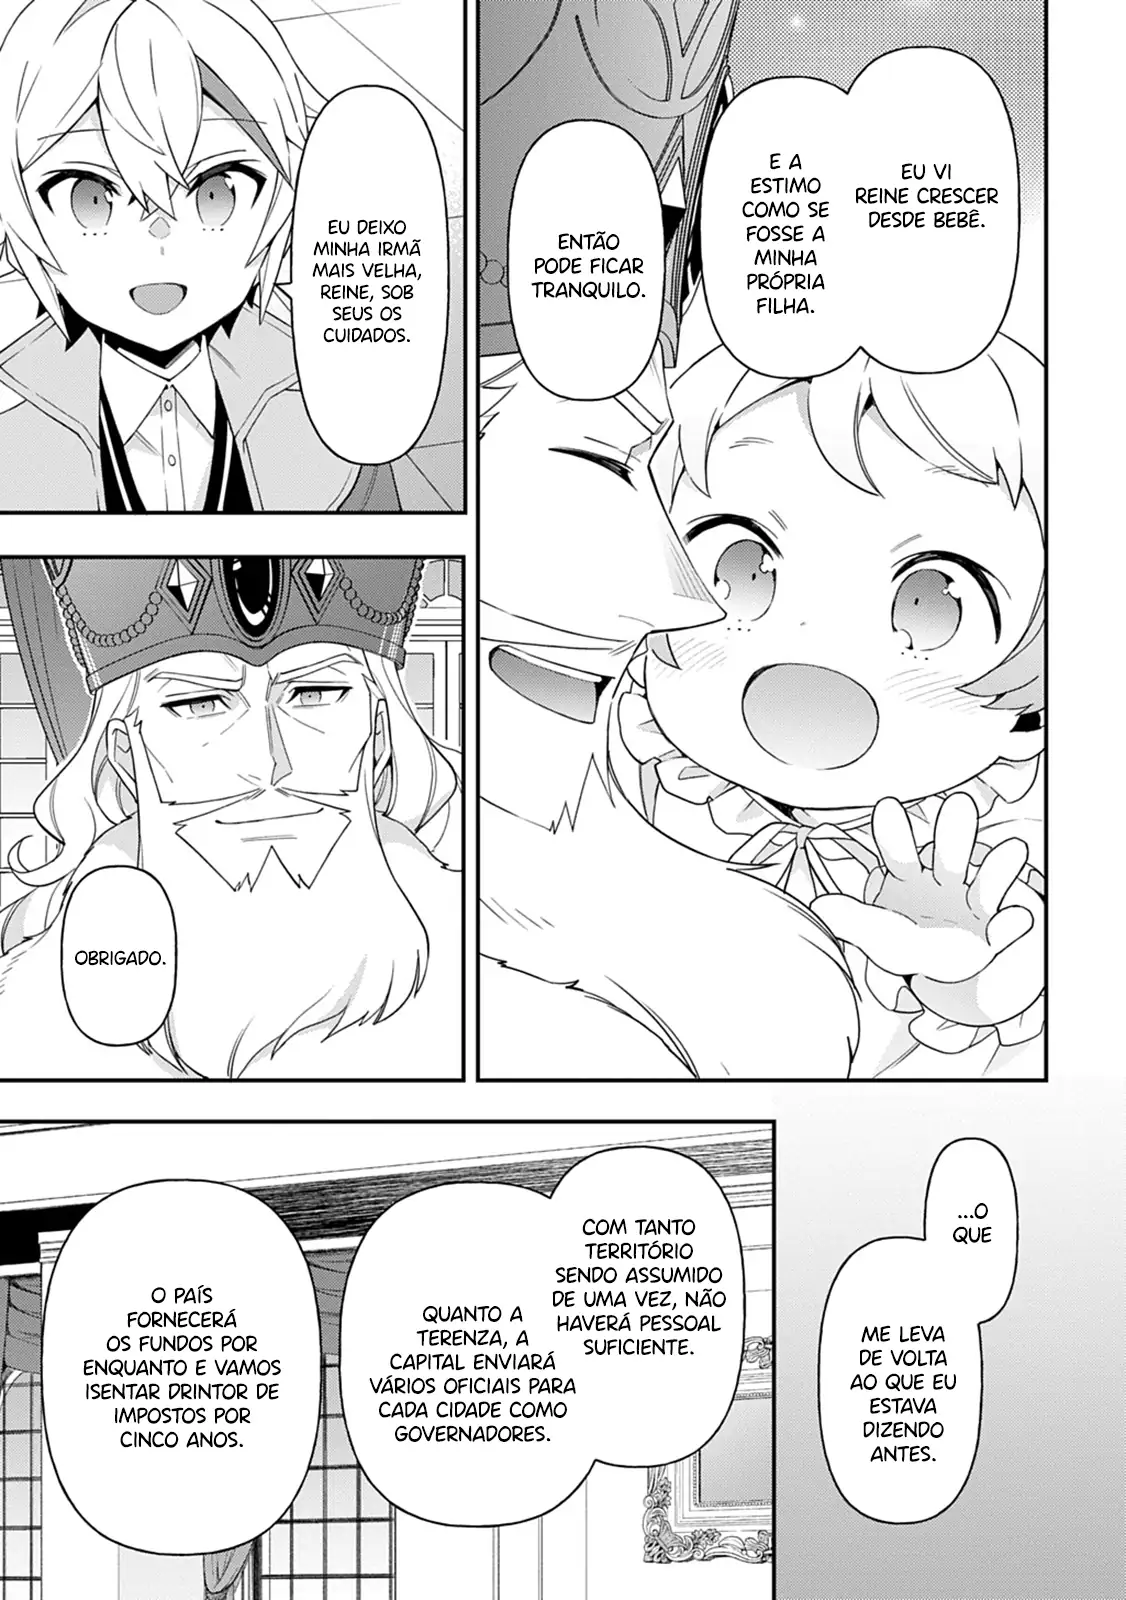 EU VI
REINE CRESCER
DESDE BEBÊ.
E A
ESTIMO
COMO SE
FOSSE A
MINHA
PRÓPRIA
FILHA.
ENTÃO
PODE FICAR
TRANQUILO.
EU DEIXO
MINHA IRMÃ
MAIS VELHA,
REINE, SOB
SEUS OS
CUIDADOS.
OBRIGADO.
...O
QUE
ME LEVA
DE VOLTA
AO QUE EU
ESTAVA
DIZENDO
ANTES.
COM TANTO
TERRITÓRIO
SENDO ASSUMIDO
DE UMA VEZ, NÃO
HAVERÁ PESSOAL
SUFICIENTE.
QUANTO A
TERENZA, A
CAPITAL ENVIARÁ
VÁRIOS OFICIAIS PARA
CADA CIDADE COMO
GOVERNADORES.
O PAÍS
FORNECERÁ
OS FUNDOS POR
ENQUANTO E VAMOS
ISENTAR DRINTOR DE
IMPOSTOS POR
CINCO ANOS.